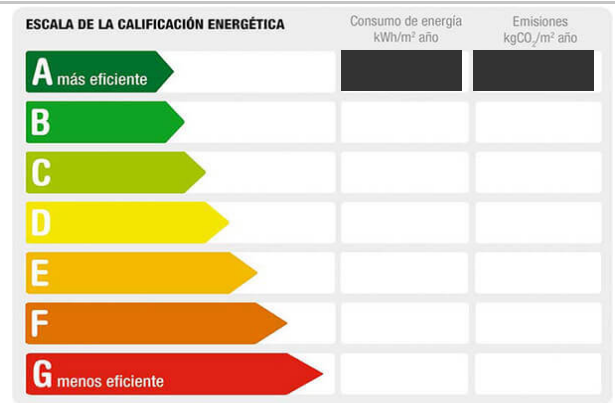 ESCALA DE LA CALIFICACIÓN ENERGÉTICA
Consumo de energía
kWh/m² año
Emisiones
kgCO₂/m² año
A más eficiente
B
C
D
E
F
G menos eficiente